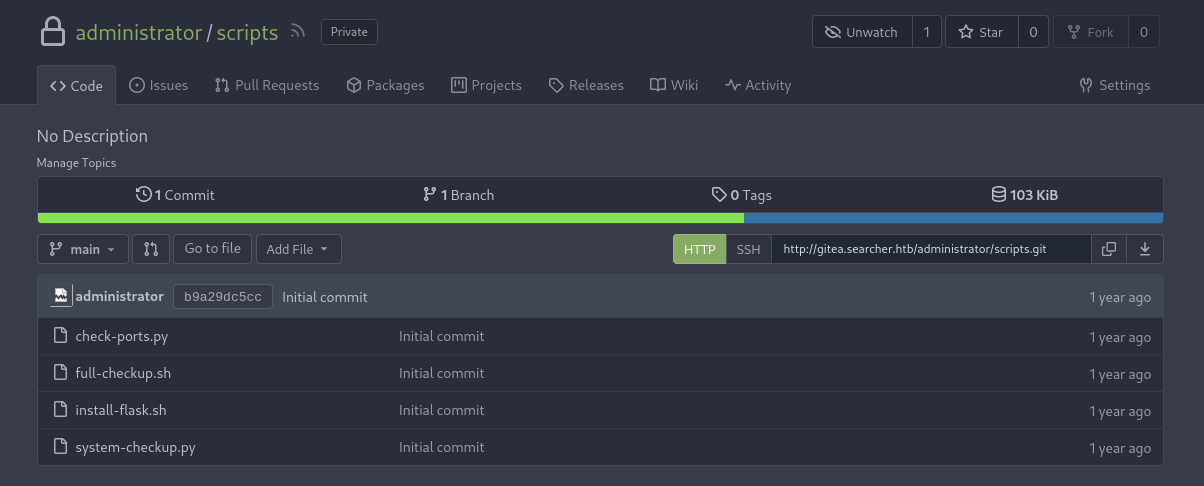 administrator / scripts Private Unwatch 1 Star 0 Fork 0
Code Issues Pull Requests Packages Projects Releases Wiki Activity Settings
No Description
Manage Topics
1 Commit 1 Branch 0 Tags 103 KiB
main Go to file Add File HTTP SSH http://gitea.searcher.htb/administrator/scripts.git
administrator b9a29dc5cc Initial commit 1 year ago
check-ports.py Initial commit 1 year ago
full-checkup.sh Initial commit 1 year ago
install-flask.sh Initial commit 1 year ago
system-checkup.py Initial commit 1 year ago